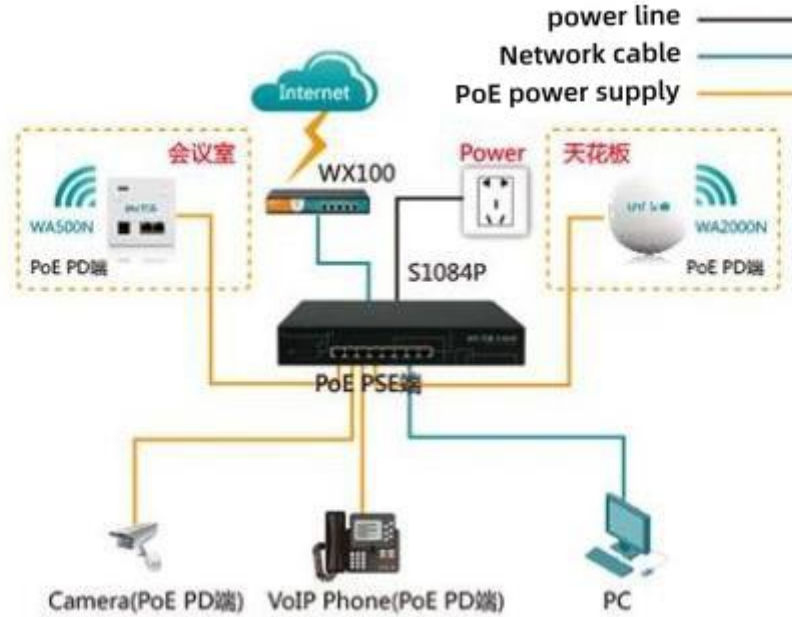 power line
Network cable
PoE power supply
Internet
会议室
WX100
Power
天花板
WA500N
WA2000N
PoE PD端
PoE PD端
S1084P
PoE PSE端
Camera(PoE PD端)
VoIP Phone(PoE PD端)
PC